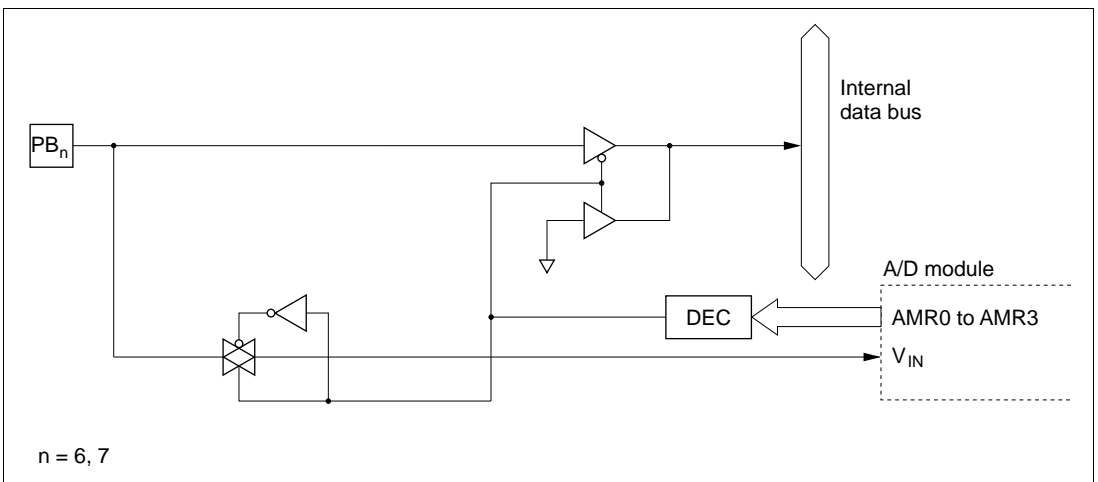 Internal
data bus
PBn
A/D module
DEC
AMR0 to AMR3
VIN
n = 6, 7